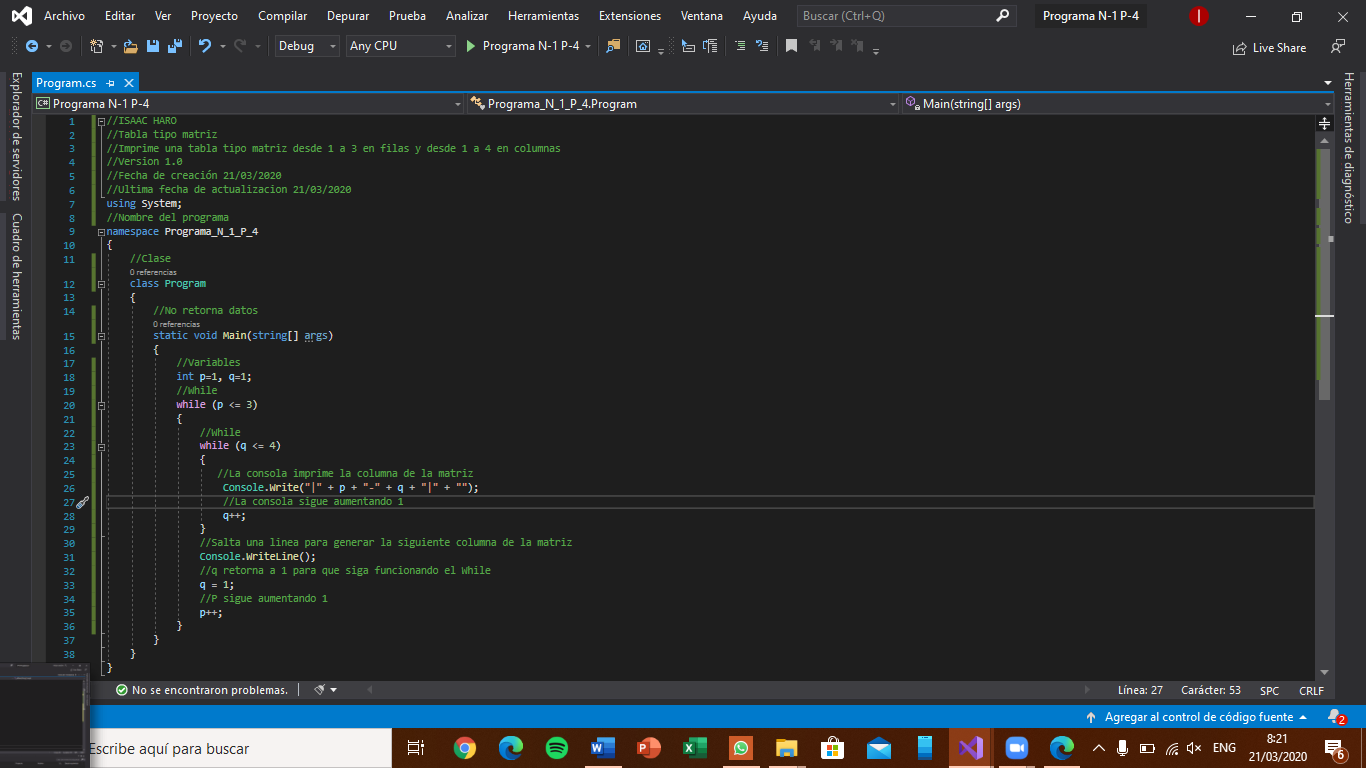 Archivo Editar Ver Proyecto Compilar Depurar Prueba Analizar Herramientas Extensiones Ventana Ayuda Buscar (Ctrl+Q) Programa N-1 P-4 I
Debug Any CPU Programa N-1 P-4 Live Share
Explorador de servidores
Cuadro de herramientas
Herramientas de diagnóstico
Program.cs
C# Programa N-1 P-4 Programa_N_1_P_4.Program Main(string[] args)
1 //ISAAC HARO
2 //Tabla tipo matriz
3 //Imprime una tabla tipo matriz desde 1 a 3 en filas y desde 1 a 4 en columnas
4 //Version 1.0
5 //Fecha de creación 21/03/2020
6 //Ultima fecha de actualizacion 21/03/2020
7 using System;
8 //Nombre del programa
9 namespace Programa_N_1_P_4
10 {
11 //Clase
0 referencias
12 class Program
13 {
14 //No retorna datos
0 referencias
15 static void Main(string[] args)
16 {
17 //Variables
18 int p=1, q=1;
19 //While
20 while (p <= 3)
21 {
22 //While
23 while (q <= 4)
24 {
25 //La consola imprime la columna de la matriz
26 Console.Write("|" + p + "-" + q + "|" + "");
27 //La consola sigue aumentando 1
28 q++;
29 }
30 //Salta una linea para generar la siguiente columna de la matriz
31 Console.WriteLine();
32 //q retorna a 1 para que siga funcionando el While
33 q = 1;
34 //P sigue aumentando 1
35 p++;
36 }
37 }
38 }
}
No se encontraron problemas. Línea: 27 Carácter: 53 SPC CRLF
Agregar al control de código fuente 2
Escribe aquí para buscar
ENG
8:21
21/03/2020
6